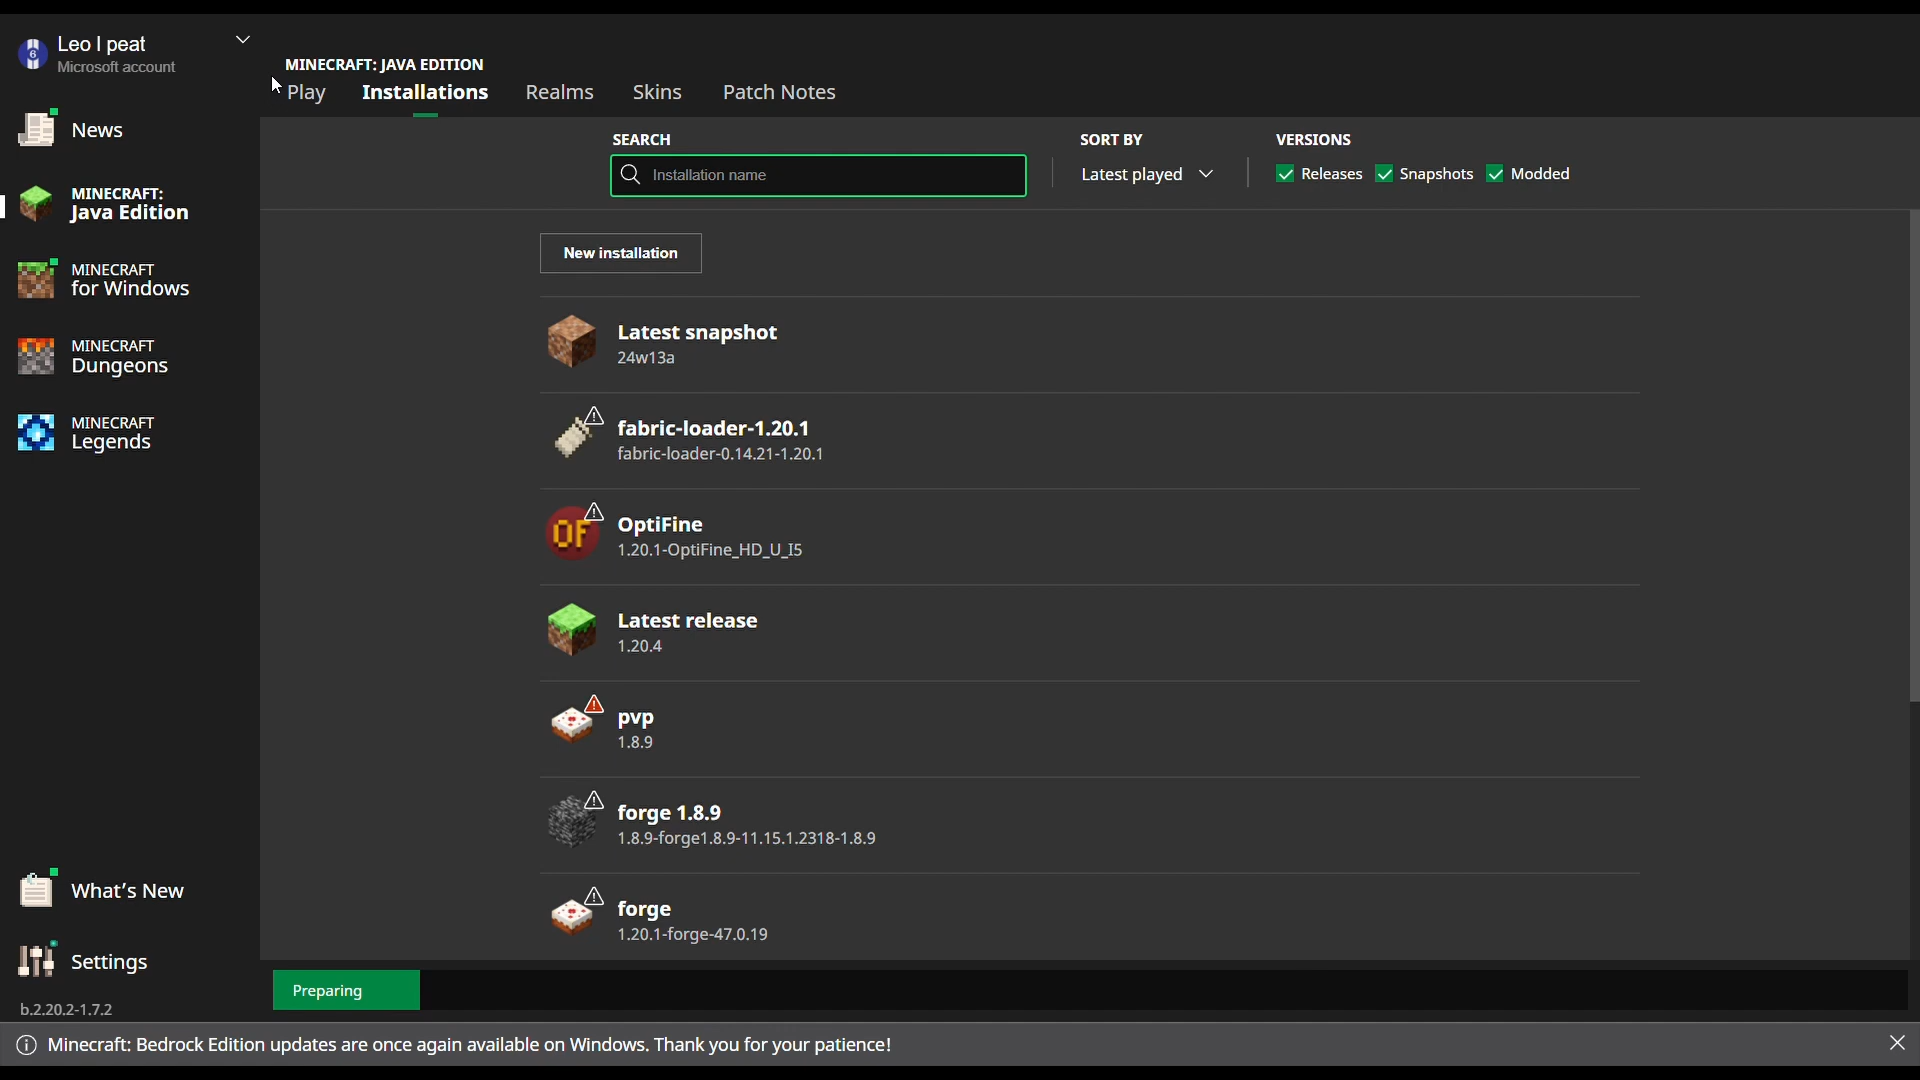 Leo I peat
Microsoft account
News
MINECRAFT:
Java Edition
MINECRAFT
for Windows
MINECRAFT
Dungeons
MINECRAFT
Legends
What's New
Settings
b.2.20.2-1.7.2
MINECRAFT: JAVA EDITION
Play Installations Realms Skins Patch Notes
SEARCH SORT BY VERSIONS
Installation name Latest played Releases Snapshots Modded
New installation
Latest snapshot
24w13a
fabric-loader-1.20.1
fabric-loader-0.14.21-1.20.1
OF
OptiFine
1.20.1-OptiFine_HD_U_I5
Latest release
1.20.4
pvp
1.8.9
forge 1.8.9
1.8.9-forge1.8.9-11.15.1.2318-1.8.9
forge
1.20.1-forge-47.0.19
Preparing
Minecraft: Bedrock Edition updates are once again available on Windows. Thank you for your patience!